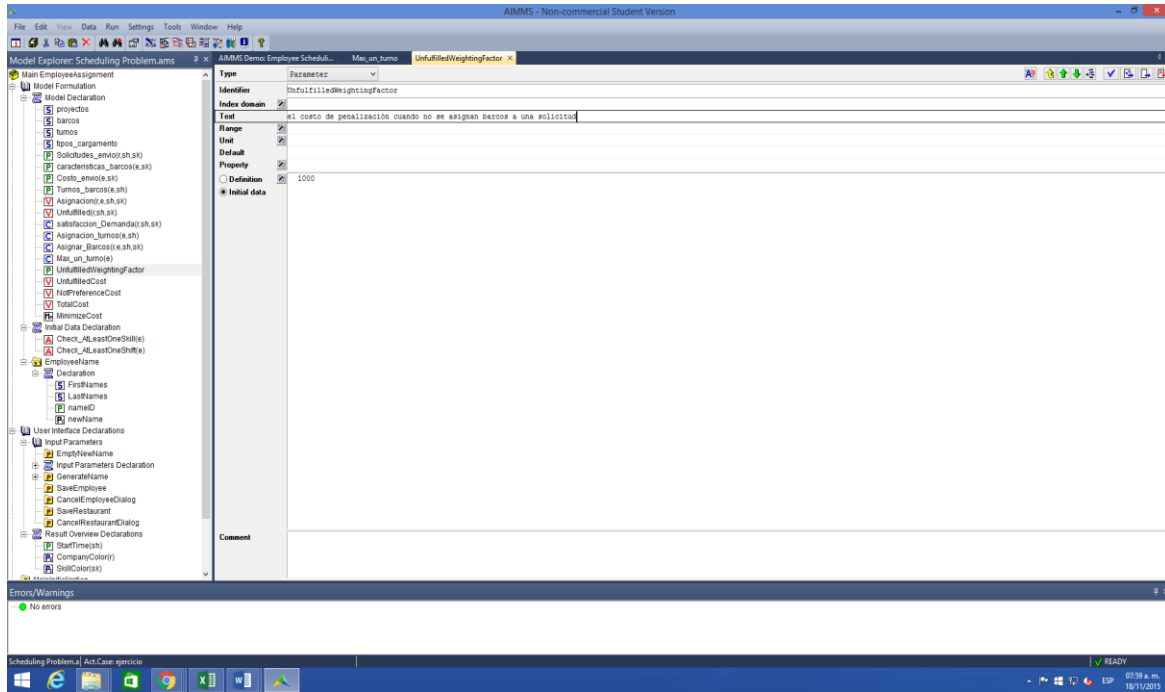 AIMMS - Non-commercial Student Version
File Edit View Data Run Settings Tools Window Help
Model Explorer: Scheduling Problem.ams
AIMMS Demo: Employee Scheduli... Max_un_turno UnfulfilledWeightingFactor
Main EmployeeAssignment
Model Formulation
Model Declaration
S proyectos
S barcos
S turnos
S tipos_cargamento
P Solicitudes_envio(r,sh,sk)
P caracteristicas_barcos(e,sk)
P Costo_envio(e,sk)
P Turnos_barcos(e,sh)
V Asignacion(r,e,sh,sk)
V Unfulfilled(r,sh,sk)
C satisfaccion_Demanda(r,sh,sk)
C Asignacion_turnos(e,sh)
C Asignar_Barcos(r,e,sh,sk)
C Max_un_turno(e)
P UnfulfilledWeightingFactor
V UnfulfilledCost
V NotPreferenceCost
V TotalCost
MinimizeCost
Initial Data Declaration
A Check_AtLeastOneSkill(e)
A Check_AtLeastOneShift(e)
EmployeeName
Declaration
S FirstNames
S LastNames
P nameID
P newName
User Interface Declarations
Input Parameters
EmptyNewName
Input Parameters Declaration
GenerateName
SaveEmployee
CancelEmployeeDialog
SaveRestaurant
CancelRestaurantDialog
Result Overview Declarations
P StartTime(sh)
CompanyColor(r)
SkillColor(sk)
Type Parameter
Identifier UnfulfilledWeightingFactor
Index domain
Text el costo de penalización cuando no se asignan barcos a una solicitud
Range
Unit
Default
Property
Definition 1000
Initial data
Comment
Errors/Warnings
No errors
Scheduling Problem.a Act.Case: ejercicio READY
ESP 07:59 a. m.
18/11/2015